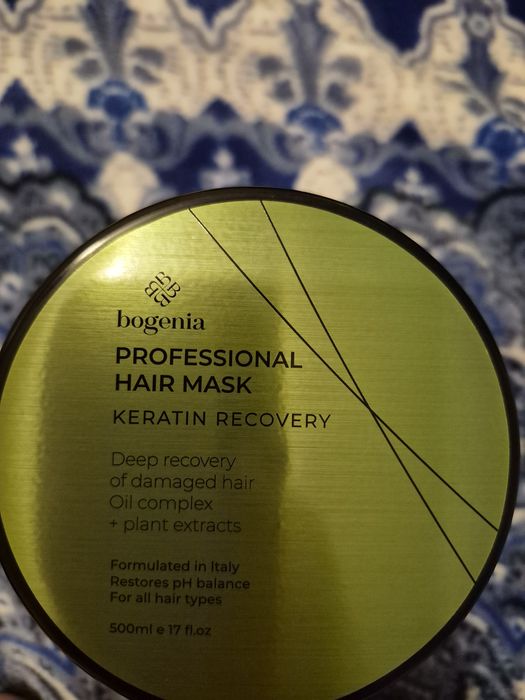 bogenia
PROFESSIONAL
HAIR MASK
KERATIN RECOVERY
Deep recovery
of damaged hair
Oil complex
+ plant extracts
Formulated in Italy
Restores pH balance
For all hair types
500ml e 17 fl.oz